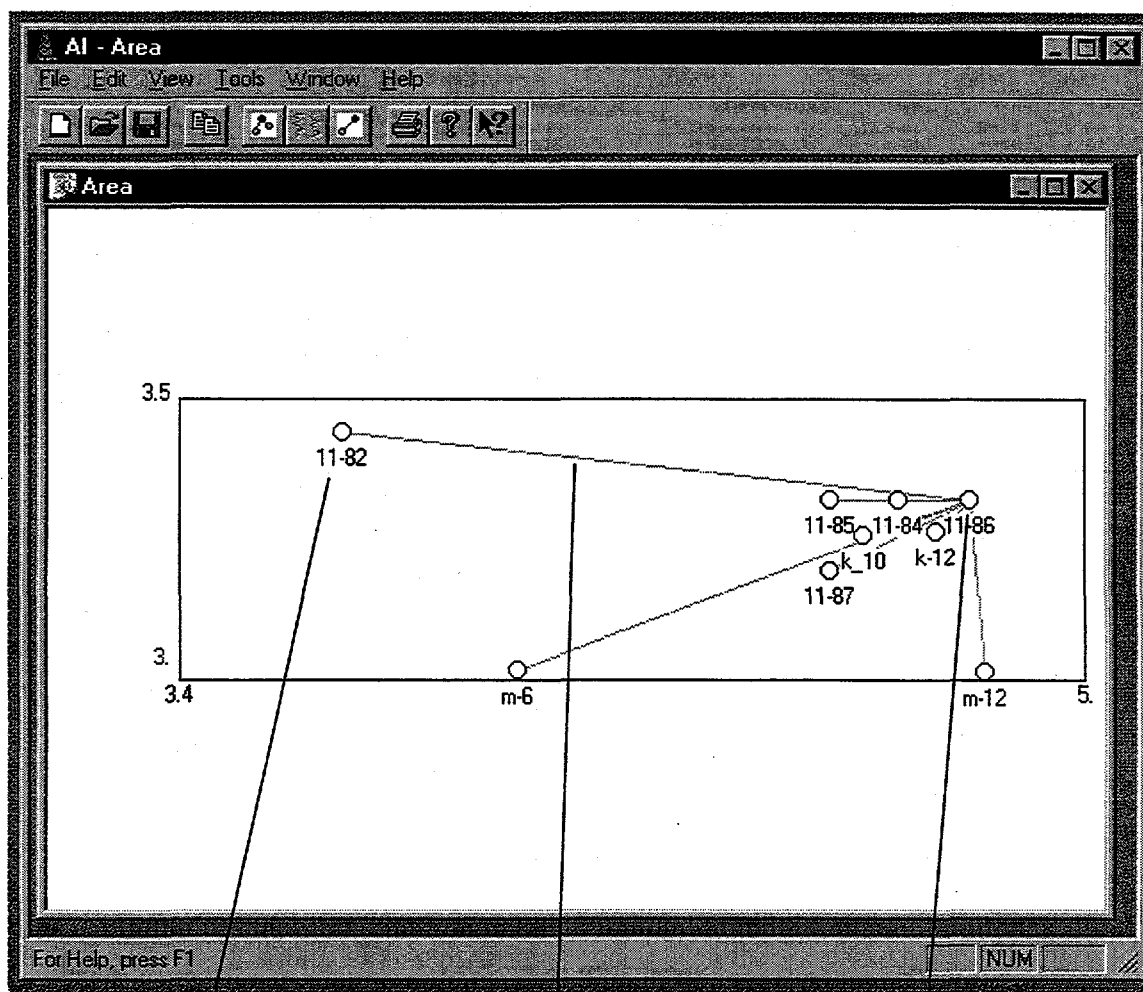 AI - Area
File Edit View Tools Window Help
Area
3.5
11-82
11-85 11-84 11-86
k_10 k-12
11-87
3.
3.4 m-6 m-12 5.
For Help, press F1 NUM